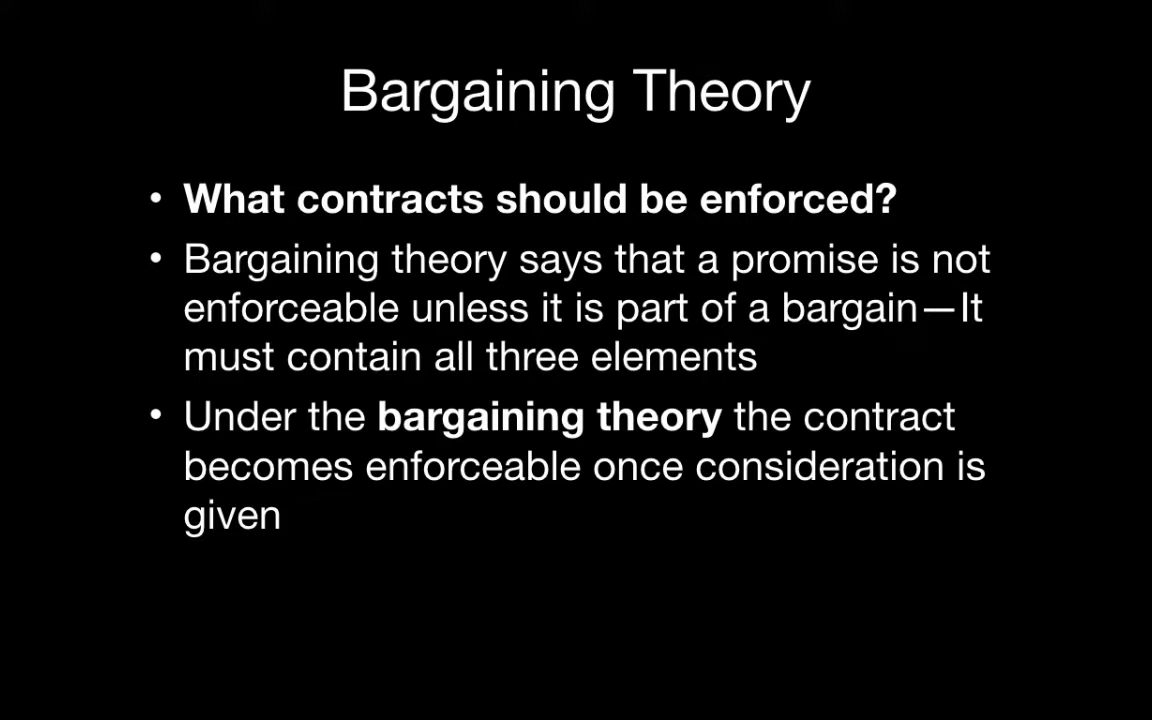 Bargaining Theory
• What contracts should be enforced?
• Bargaining theory says that a promise is not
enforceable unless it is part of a bargain—It
must contain all three elements
• Under the bargaining theory the contract
becomes enforceable once consideration is
given